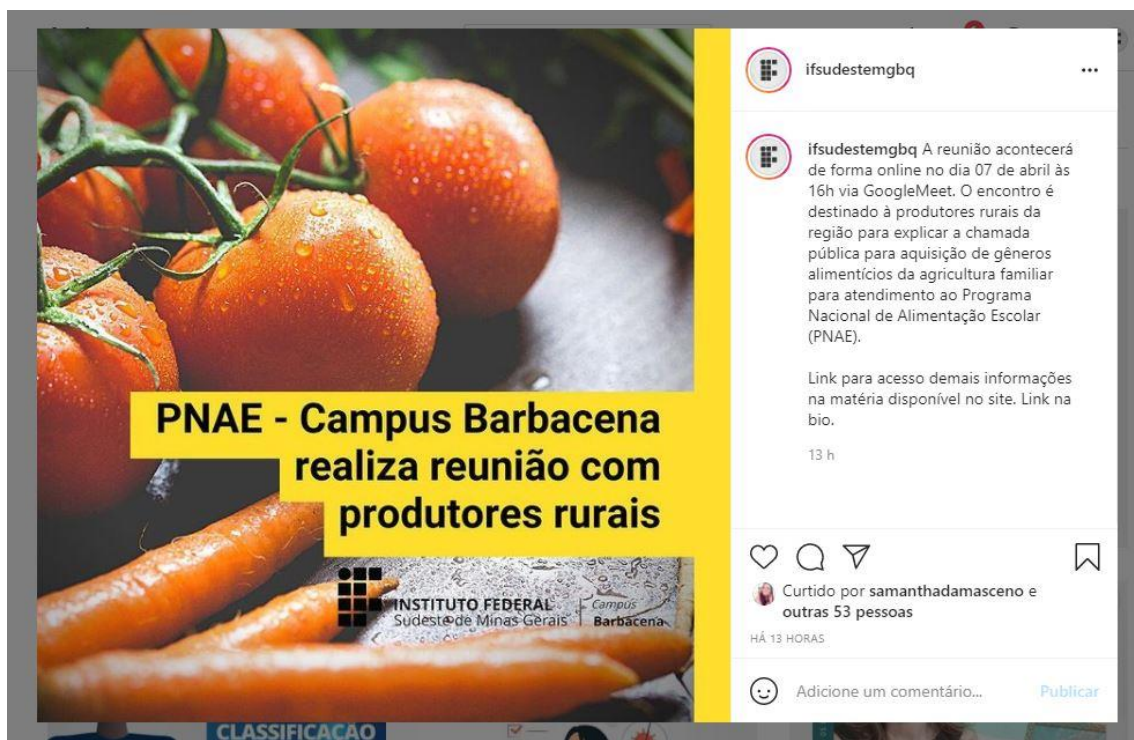 PNAE - Campus Barbacena
realiza reunião com
produtores rurais
INSTITUTO FEDERAL
Sudeste de Minas Gerais
Campus
Barbacena
ifsudestemgbq
ifsudestemgbq A reunião acontecerá
de forma online no dia 07 de abril às
16h via GoogleMeet. O encontro é
destinado à produtores rurais da
região para explicar a chamada
pública para aquisição de gêneros
alimentícios da agricultura familiar
para atendimento ao Programa
Nacional de Alimentação Escolar
(PNAE).
Link para acesso demais informações
na matéria disponível no site. Link na
bio.
13 h
Curtido por samanthadamasceno e
outras 53 pessoas
HÁ 13 HORAS
Adicione um comentário... Publicar
CLASSIFICAÇÃO